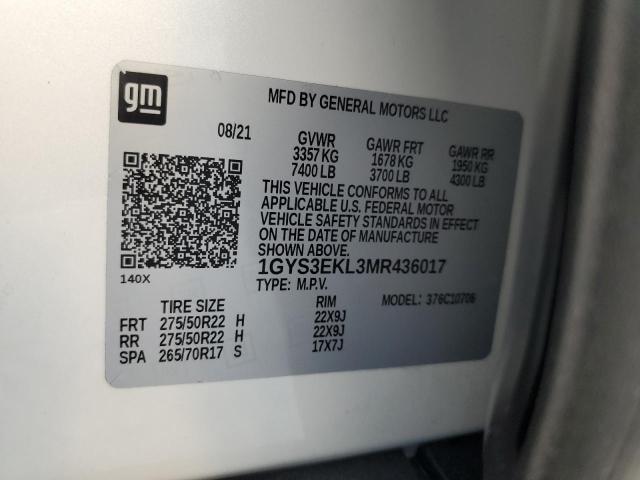 gm
MFD BY GENERAL MOTORS LLC
08/21 GVWR GAWR FRT GAWR RR
3357 KG 1678 KG 1950 KG
7400 LB 3700 LB 4300 LB
THIS VEHICLE CONFORMS TO ALL
APPLICABLE U.S. FEDERAL MOTOR
VEHICLE SAFETY STANDARDS IN EFFECT
ON THE DATE OF MANUFACTURE
SHOWN ABOVE.
140X
1GYS3EKL3MR436017
TYPE: M.P.V. MODEL: 376C10706
TIRE SIZE RIM
FRT 275/50R22 H 22X9J
RR 275/50R22 H 22X9J
SPA 265/70R17 S 17X7J